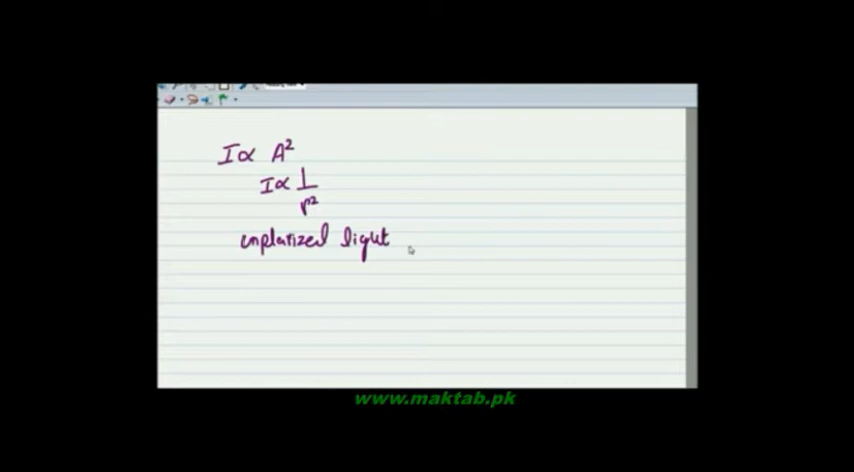 I ∝ A²
I ∝ 1/r²
unplarized light
www.maktab.pk